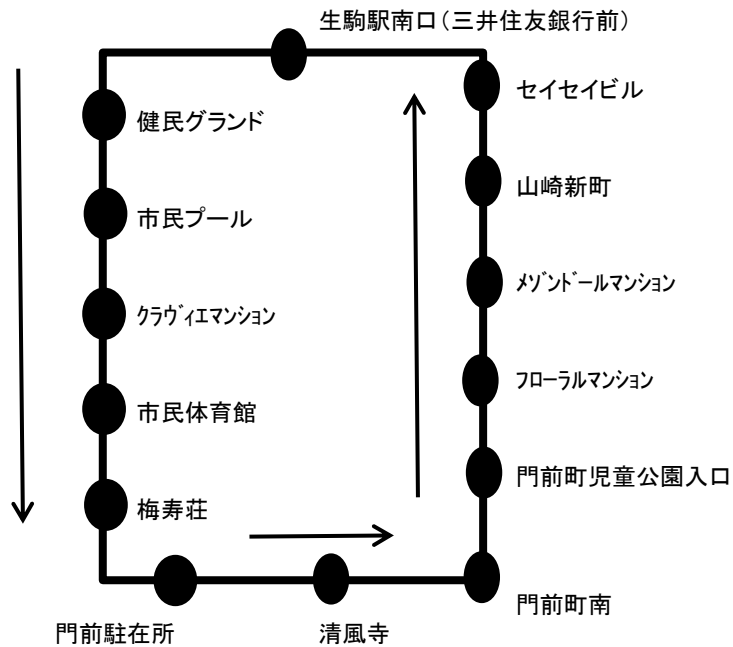 生駒駅南口(三井住友銀行前)
セイセイビル
健民グランド
山崎新町
市民プール
メゾンドールマンション
クラヴィエマンション
フローラルマンション
市民体育館
門前町児童公園入口
梅寿荘
門前町南
門前駐在所
清風寺